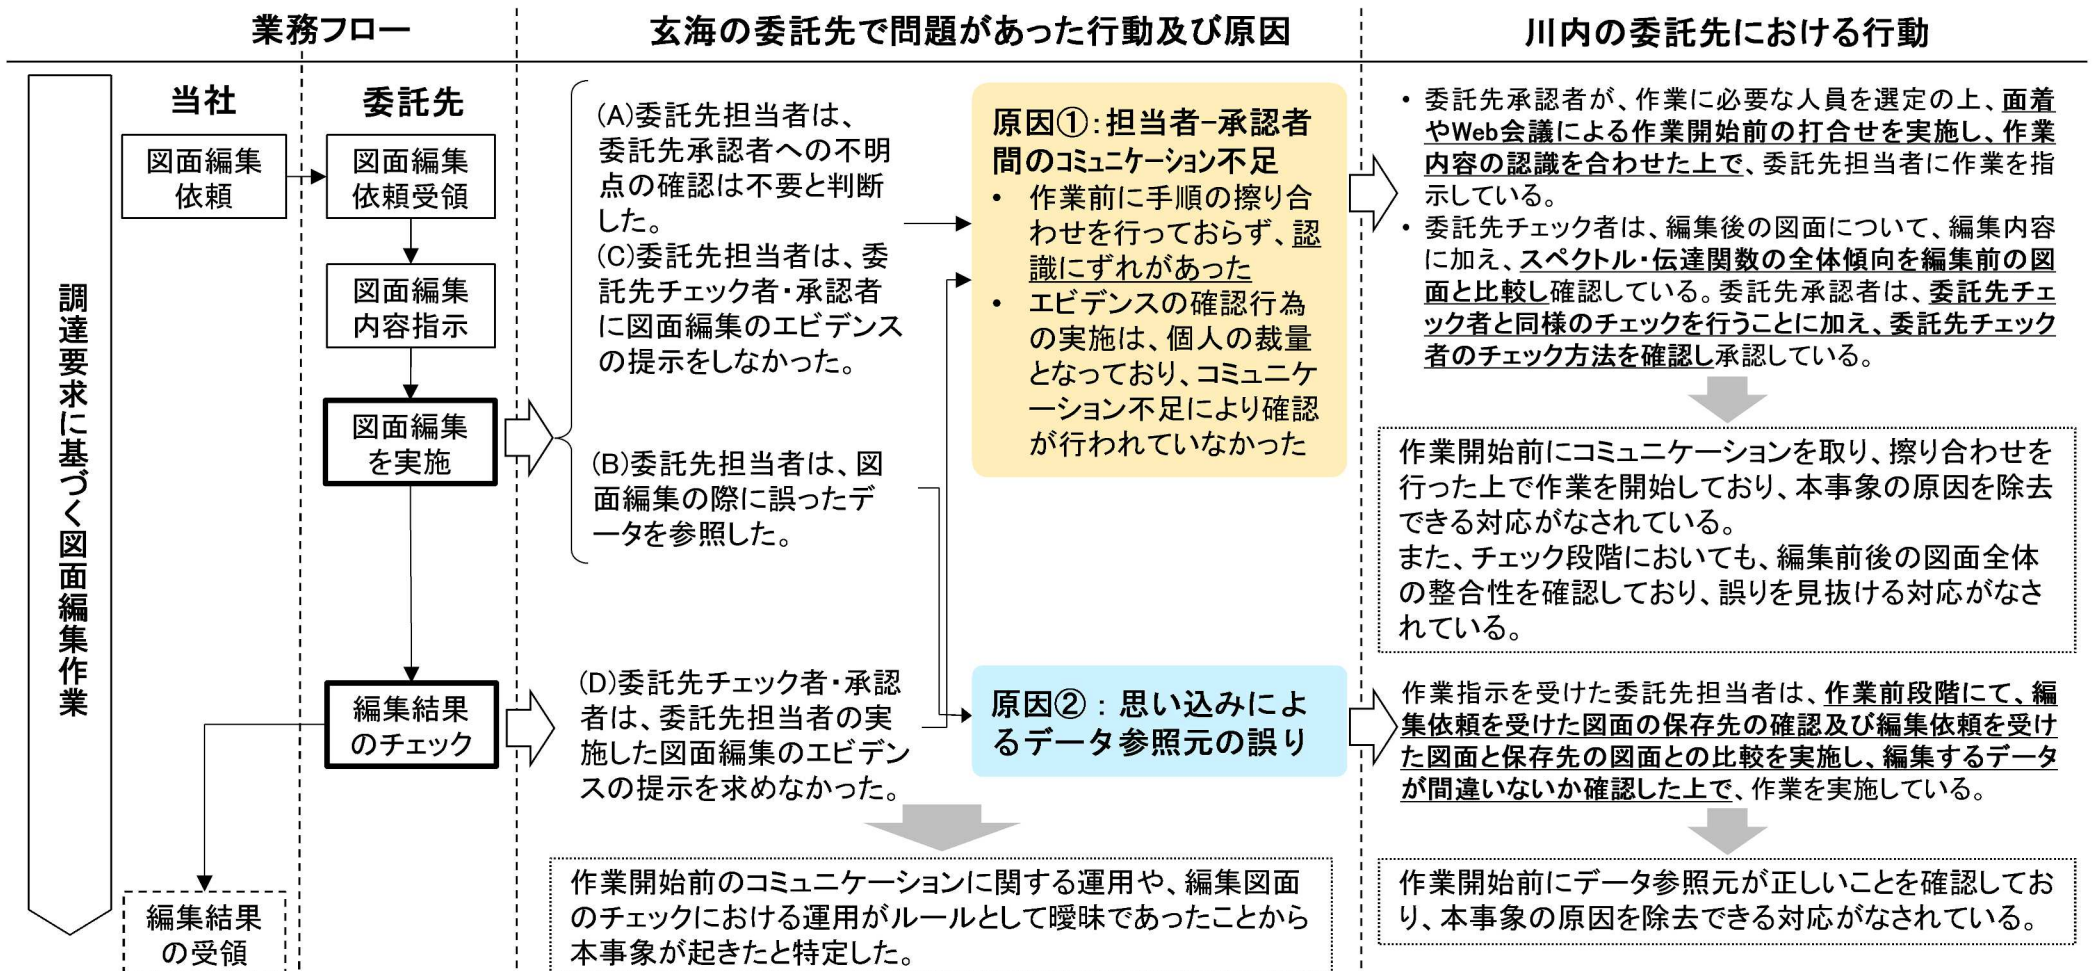 業務フロー
玄海の委託先で問題があった行動及び原因
川内の委託先における行動
調達要求に基づく図面編集作業
当社
委託先
図面編集
依頼
図面編集
依頼受領
図面編集
内容指示
図面編集
を実施
編集結果
のチェック
編集結果
の受領
(A)委託先担当者は、
委託先承認者への不明
点の確認は不要と判断
した。
(C)委託先担当者は、委
託先チェック者・承認者
に図面編集のエビデンス
の提示をしなかった。
(B)委託先担当者は、図
面編集の際に誤ったデ
ータを参照した。
(D)委託先チェック者・承認
者は、委託先担当者の実
施した図面編集のエビデン
スの提示を求めなかった。
作業開始前のコミュニケーションに関する運用や、編集図面
のチェックにおける運用がルールとして曖昧であったことから
本事象が起きたと特定した。
原因①:担当者-承認者
間のコミュニケーション不足
• 作業前に手順の擦り合
わせを行っておらず、認
識にずれがあった
• エビデンスの確認行為
の実施は、個人の裁量
となっており、コミュニケ
ーション不足により確認
が行われていなかった
原因②：思い込みによ
るデータ参照元の誤り
• 委託先承認者が、作業に必要な人員を選定の上、面着
やWeb会議による作業開始前の打合せを実施し、作業
内容の認識を合わせた上で、委託先担当者に作業を指
示している。
• 委託先チェック者は、編集後の図面について、編集内容
に加え、スペクトル・伝達関数の全体傾向を編集前の図
面と比較し確認している。委託先承認者は、委託先チェ
ック者と同様のチェックを行うことに加え、委託先チェック
者のチェック方法を確認し承認している。
作業開始前にコミュニケーションを取り、擦り合わせを
行った上で作業を開始しており、本事象の原因を除去
できる対応がなされている。
また、チェック段階においても、編集前後の図面全体
の整合性を確認しており、誤りを見抜ける対応がなさ
れている。
作業指示を受けた委託先担当者は、作業前段階にて、編
集依頼を受けた図面の保存先の確認及び編集依頼を受け
た図面と保存先の図面との比較を実施し、編集するデータ
が間違いないか確認した上で、作業を実施している。
作業開始前にデータ参照元が正しいことを確認してお
り、本事象の原因を除去できる対応がなされている。